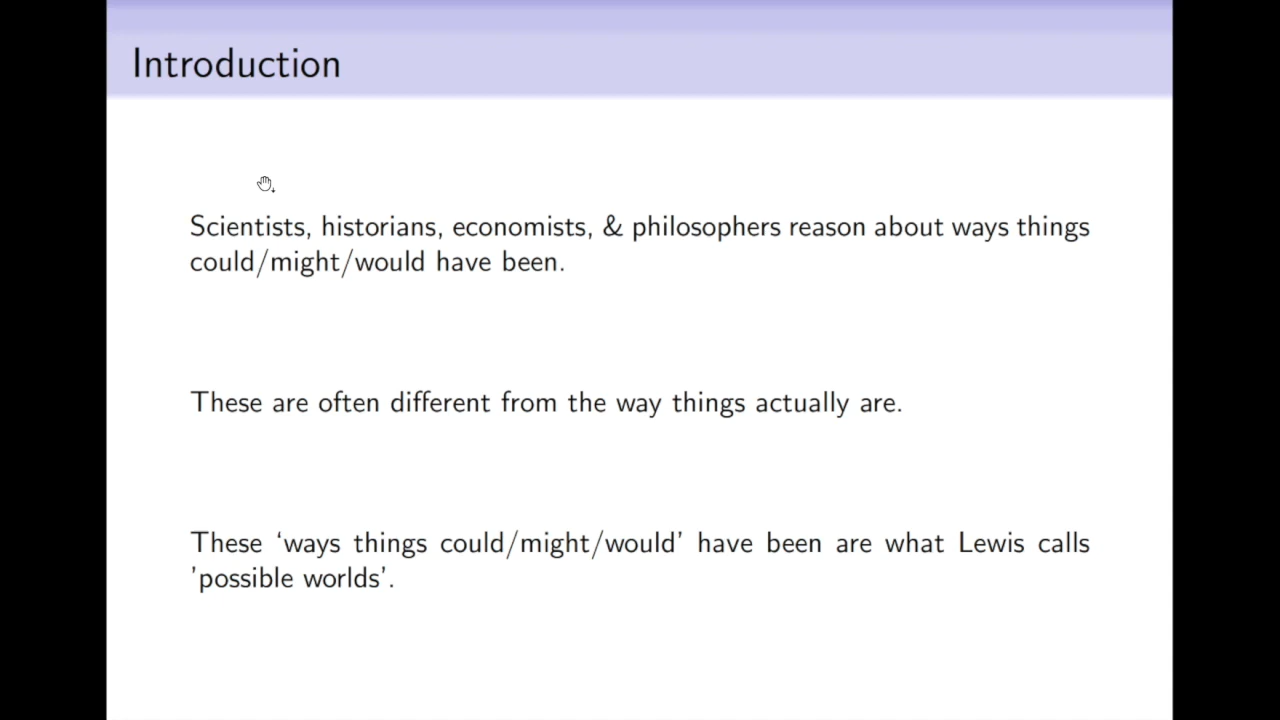 Introduction
Scientists, historians, economists, & philosophers reason about ways things
could/might/would have been.
These are often different from the way things actually are.
These ‘ways things could/might/would’ have been are what Lewis calls
’possible worlds’.